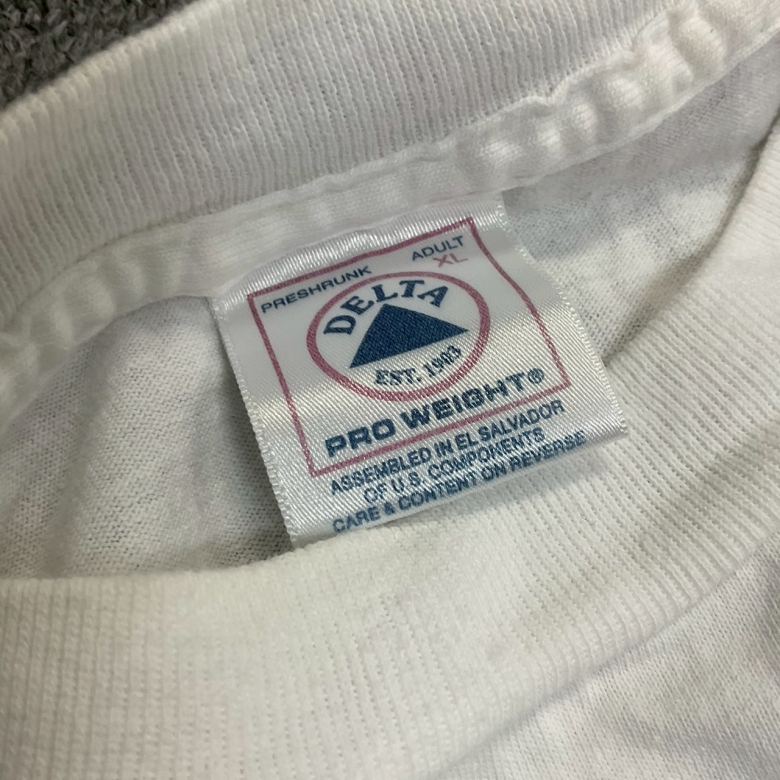 PRESHRUNK
ADULT
XL
DELTA
EST. 1903
PRO WEIGHT®
ASSEMBLED IN EL SALVADOR
OF U.S. COMPONENTS
CARE & CONTENT ON REVERSE